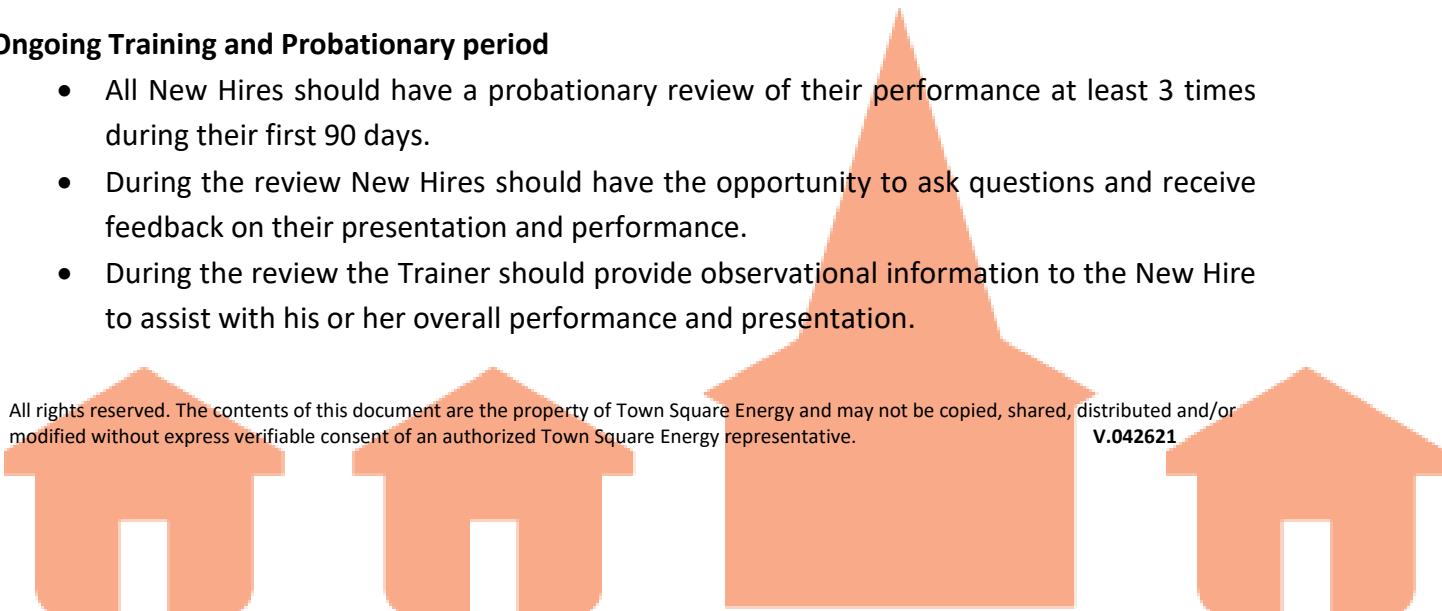 Ongoing Training and Probationary period
• All New Hires should have a probationary review of their performance at least 3 times
during their first 90 days.
• During the review New Hires should have the opportunity to ask questions and receive
feedback on their presentation and performance.
• During the review the Trainer should provide observational information to the New Hire
to assist with his or her overall performance and presentation.
All rights reserved. The contents of this document are the property of Town Square Energy and may not be copied, shared, distributed and/or
modified without express verifiable consent of an authorized Town Square Energy representative. V.042621